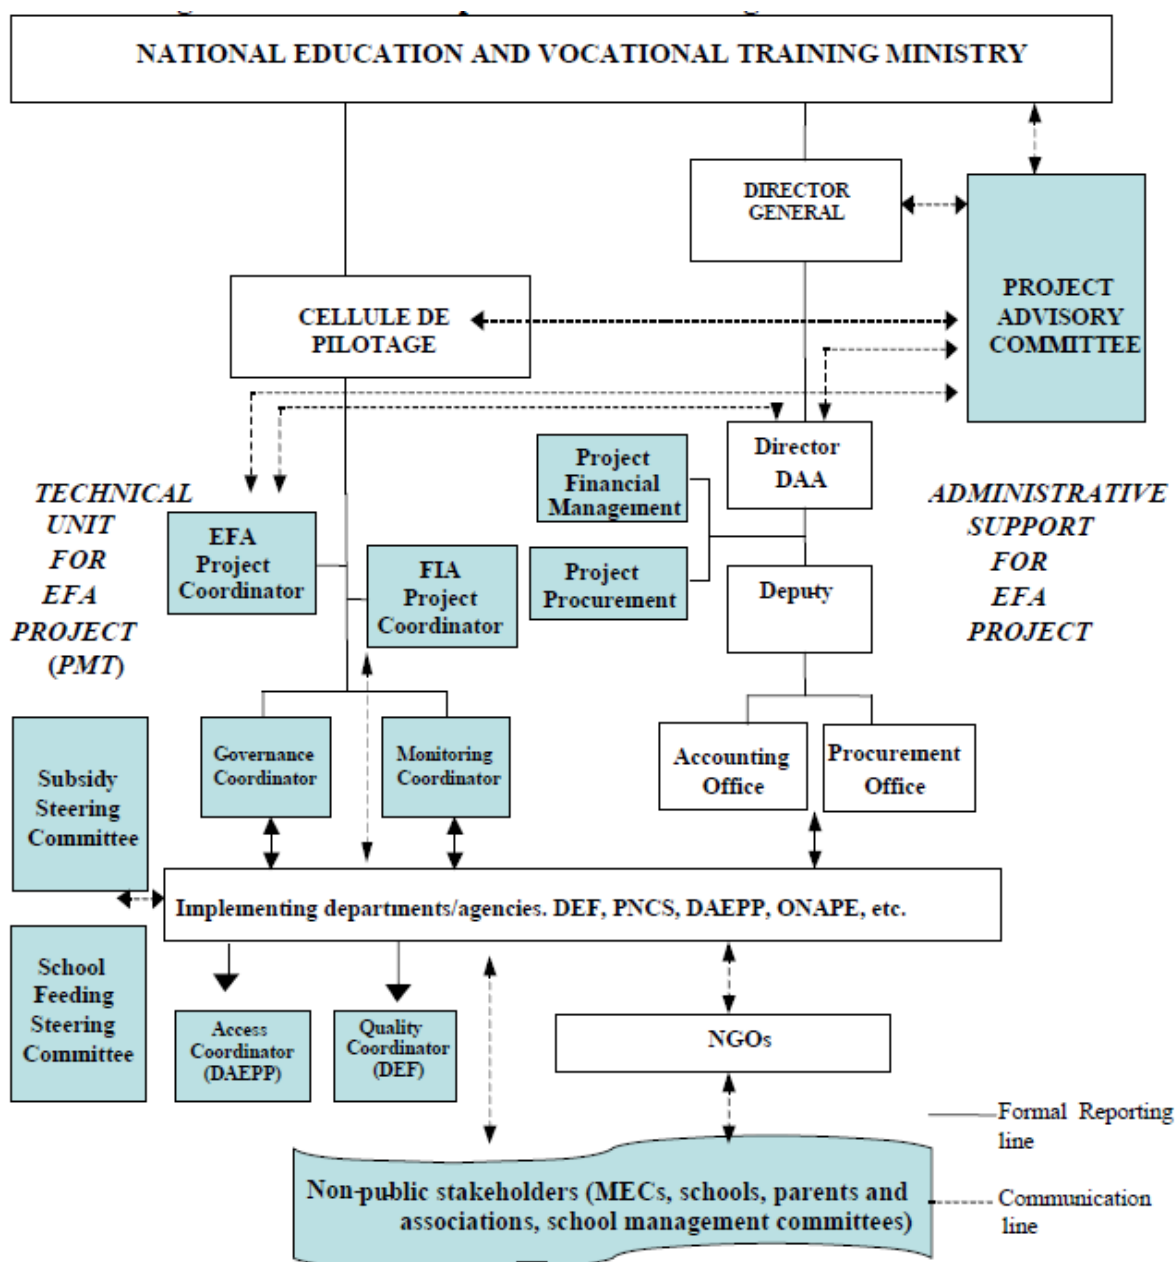 NATIONAL EDUCATION AND VOCATIONAL TRAINING MINISTRY
DIRECTOR
GENERAL
PROJECT
ADVISORY
COMMITTEE
CELLULE DE
PILOTAGE
Director
DAA
Project
Financial
Management
TECHNICAL
UNIT
FOR
EFA
PROJECT
(PMT)
ADMINISTRATIVE
SUPPORT
FOR
EFA
PROJECT
EFA
Project
Coordinator
FIA
Project
Coordinator
Project
Procurement
Deputy
Governance
Coordinator
Monitoring
Coordinator
Accounting
Office
Procurement
Office
Subsidy
Steering
Committee
Implementing departments/agencies. DEF, PNCS, DAEPP, ONAPE, etc.
School
Feeding
Steering
Committee
Access
Coordinator
(DAEPP)
Quality
Coordinator
(DEF)
NGOs
Formal Reporting
line
Non-public stakeholders (MECs, schools, parents and
associations, school management committees)
Communication
line